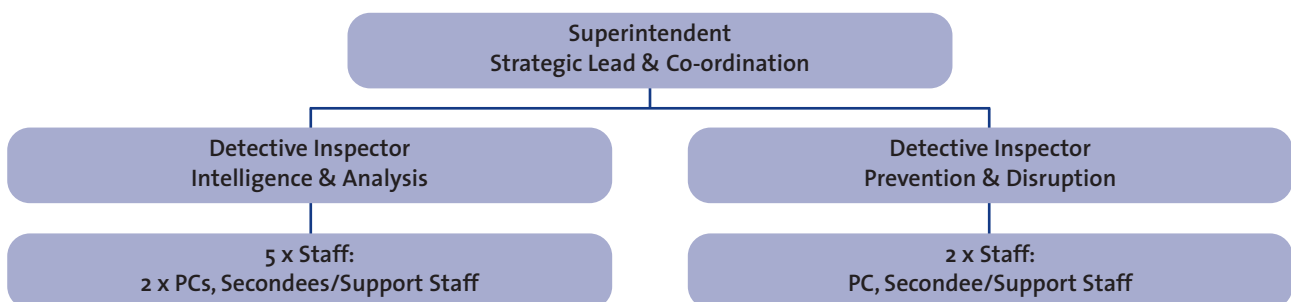 Superintendent
Strategic Lead & Co-ordination
Detective Inspector
Intelligence & Analysis
Detective Inspector
Prevention & Disruption
5 x Staff:
2 x PCs, Secondees/Support Staff
2 x Staff:
PC, Secondee/Support Staff